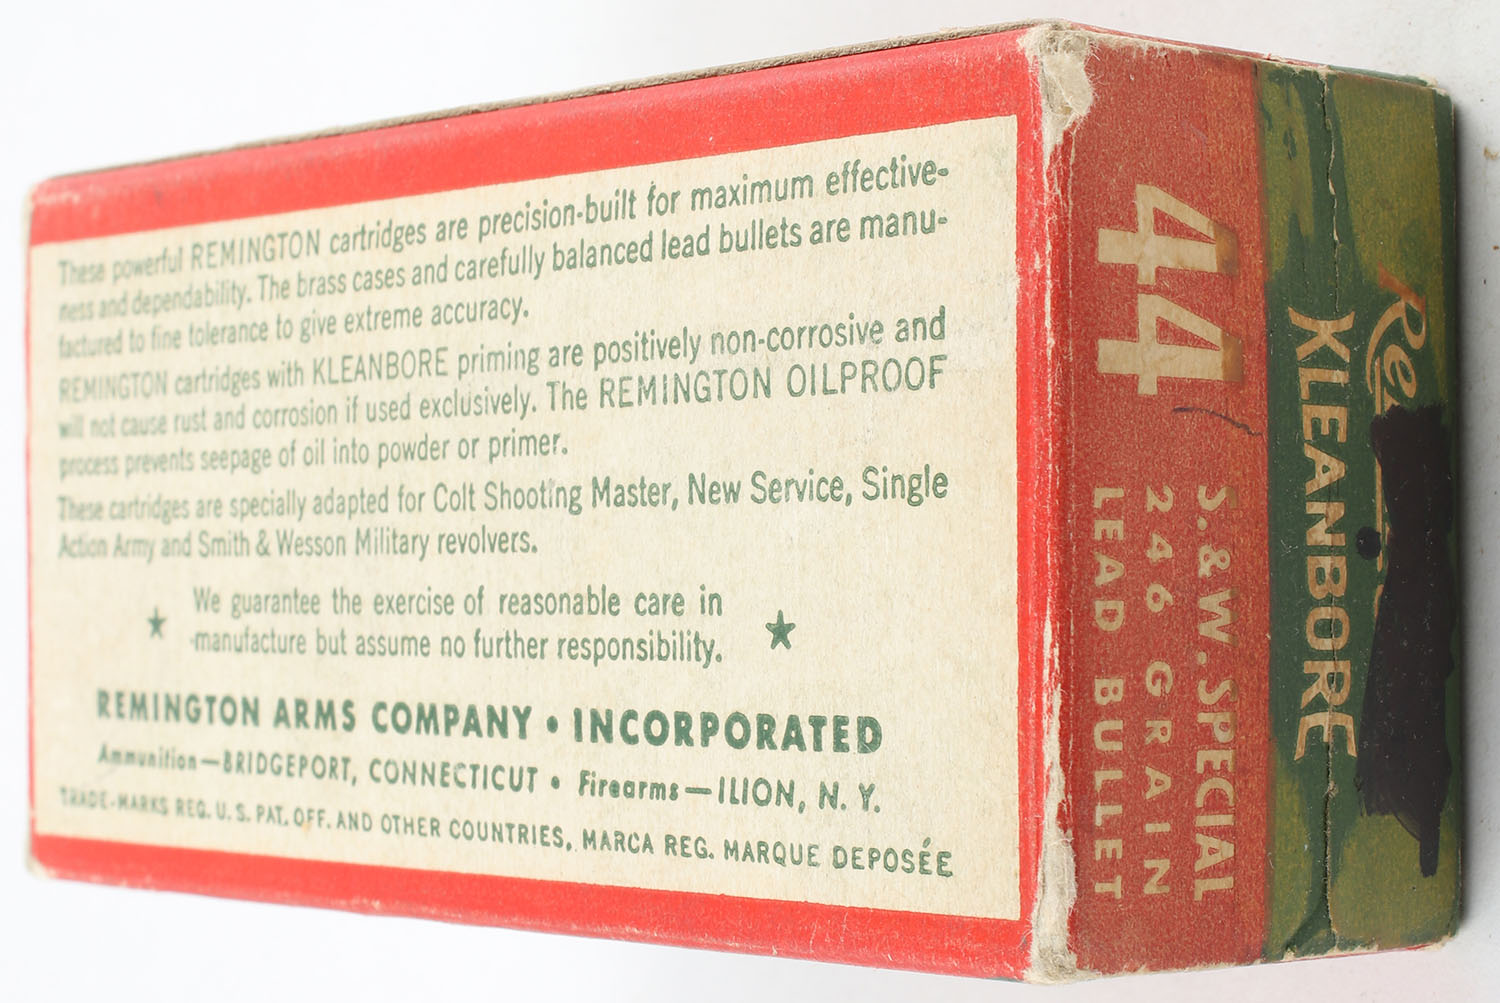 These powerful REMINGTON cartridges are precision-built for maximum effective-
ness and dependability. The brass cases and carefully balanced lead bullets are manu-
factured to fine tolerance to give extreme accuracy.
REMINGTON cartridges with KLEANBORE priming are positively non-corrosive and
will not cause rust and corrosion if used exclusively. The REMINGTON OILPROOF
process prevents seepage of oil into powder or primer.
These cartridges are specially adapted for Colt Shooting Master, New Service, Single
Action Army and Smith & Wesson Military revolvers.
We guarantee the exercise of reasonable care in
manufacture but assume no further responsibility.
REMINGTON ARMS COMPANY • INCORPORATED
Ammunition—BRIDGEPORT, CONNECTICUT • Firearms—ILION, N. Y.
TRADE-MARKS REG. U. S. PAT. OFF. AND OTHER COUNTRIES, MARCA REG. MARQUE DEPOSÉE
KLEANBORE
44
S.&W. SPECIAL
246 GRAIN
LEAD BULLET